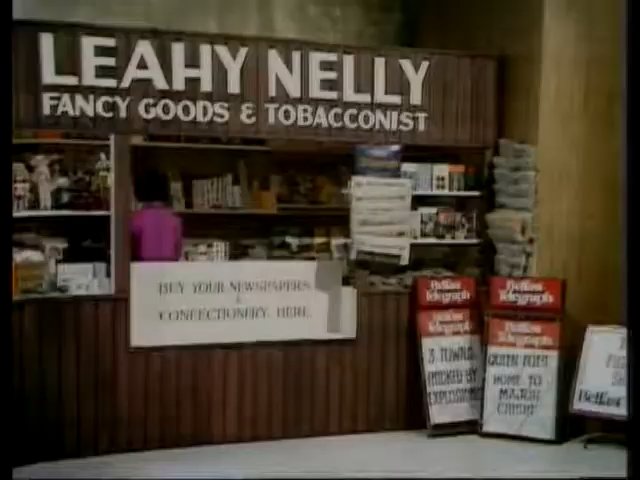 LEAHY NELLY
FANCY GOODS & TOBACCONIST
BUY YOUR NEWSPAPERS
&
CONFECTIONERY HERE
Belfast
Telegraph
Belfast
Telegraph
3 TOWNS
ROCKED BY
EXPLOSIONS
Belfast
Telegraph
Belfast
Telegraph
HOME TO
MAJOR
CRISIS
Belfast